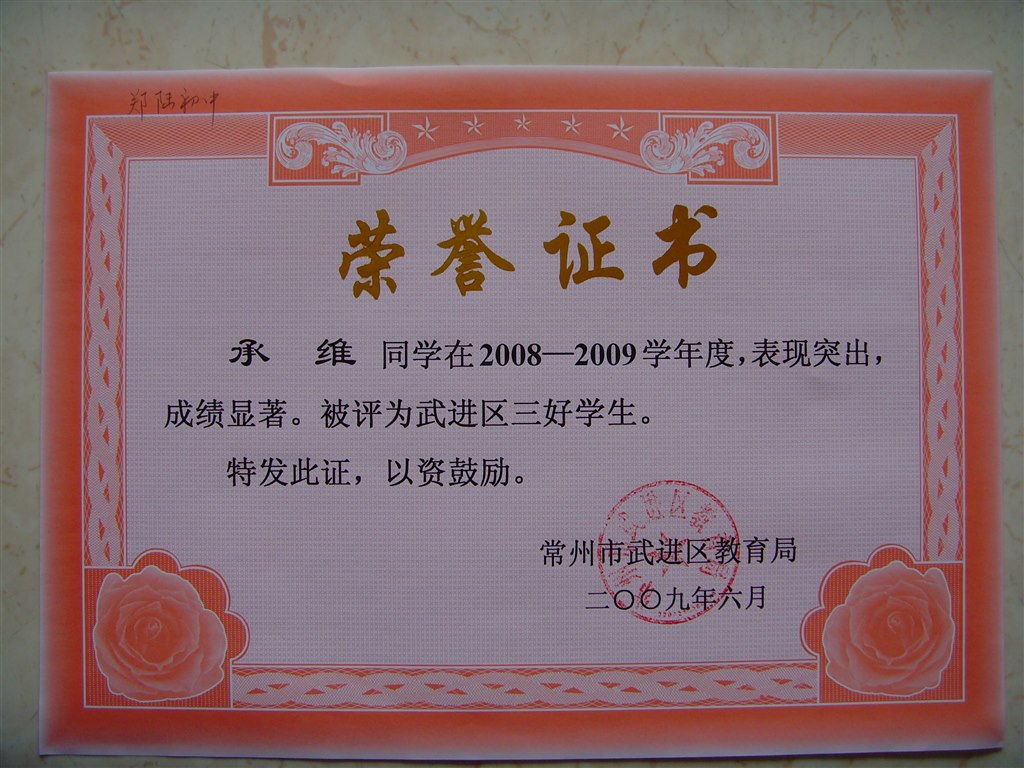 郑陆初中
荣誉证书
承 维 同学在2008—2009学年度,表现突出,
成绩显著。被评为武进区三好学生。
特发此证，以资鼓励。
常州市武进区教育局
二〇〇九年六月